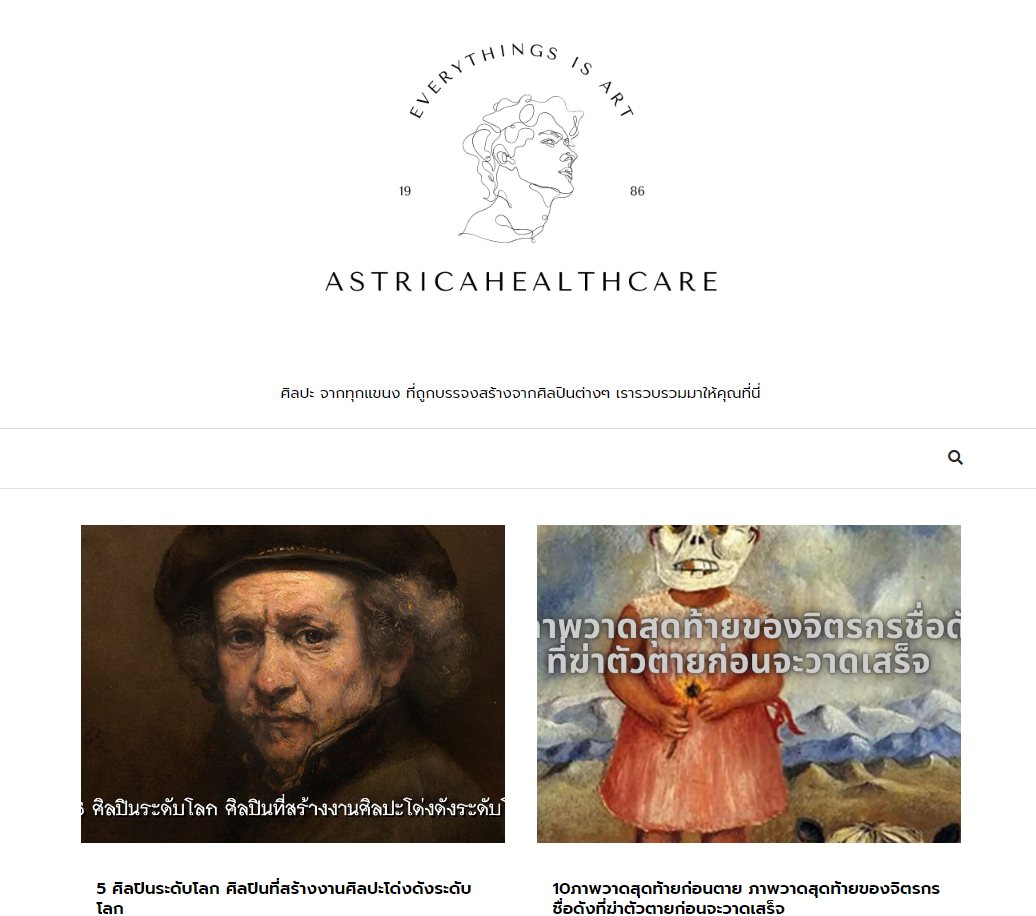 EVERYTHINGS IS ART
19
86
ASTRICAHEALTHCARE
ศิลปะ จากทุกแขนง ที่ถูกบรรจงสร้างจากศิลปินต่างๆ เรารวบรวมมาให้คุณที่นี่
ศิลปินระดับโลก ศิลปินที่สร้างงานศิลปะโด่งดังระดับ
ภาพวาดสุดท้ายของจิตรกรชื่อดัง
ที่ฆ่าตัวตายก่อนจะวาดเสร็จ
5 ศิลปินระดับโลก ศิลปินที่สร้างงานศิลปะโด่งดังระดับ
โลก
10ภาพวาดสุดท้ายก่อนตาย ภาพวาดสุดท้ายของจิตรกร
ชื่อดังที่ฆ่าตัวตายก่อนจะวาดเสร็จ